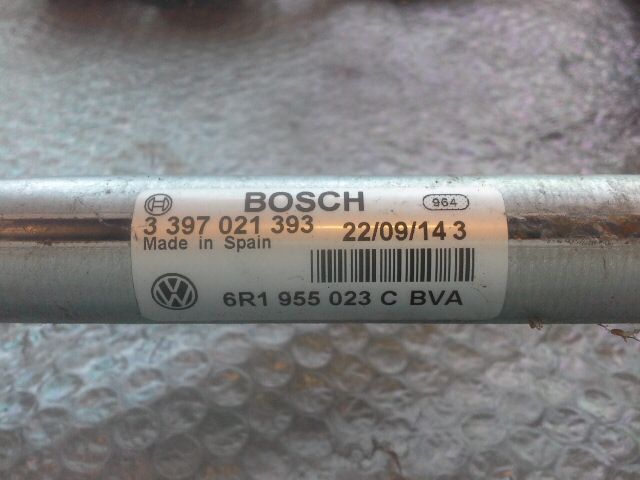 BOSCH 964
3 397 021 393 22/09/14 3
Made in Spain
6R1 955 023 C BVA